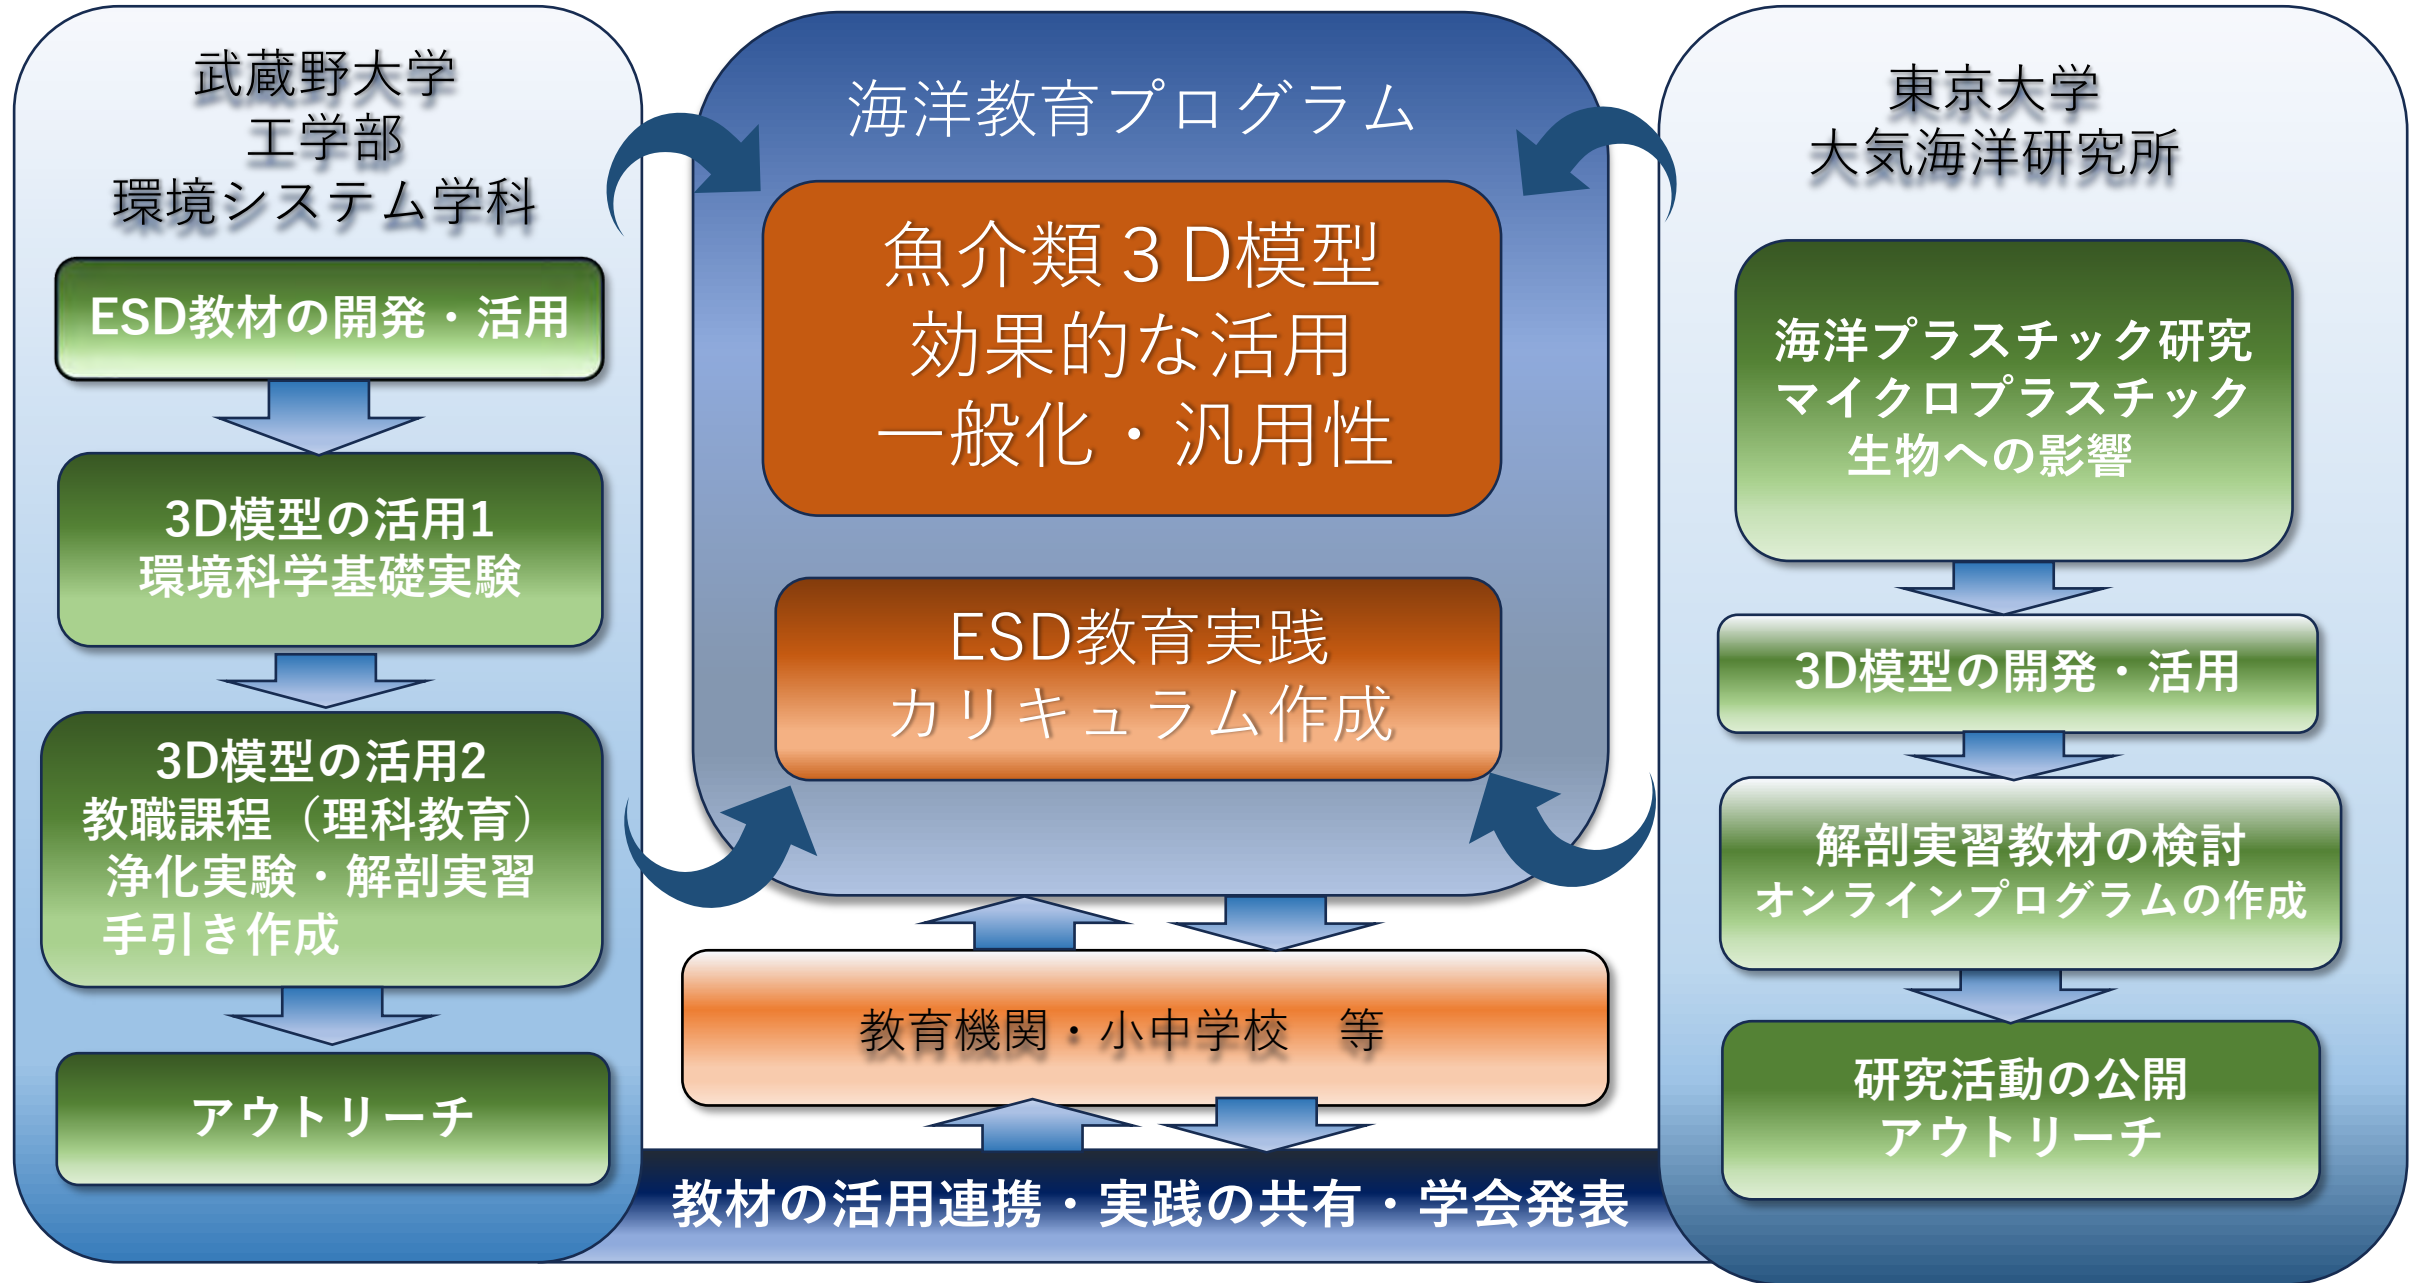 武蔵野大学
工学部
環境システム学科
ESD教材の開発・活用
3D模型の活用1
環境科学基礎実験
3D模型の活用2
教職課程（理科教育）
浄化実験・解剖実習
手引き作成
アウトリーチ
海洋教育プログラム
魚介類３D模型
効果的な活用
一般化・汎用性
ESD教育実践
カリキュラム作成
教育機関・小中学校　等
教材の活用連携・実践の共有・学会発表
東京大学
大気海洋研究所
海洋プラスチック研究
マイクロプラスチック
生物への影響
3D模型の開発・活用
解剖実習教材の検討
オンラインプログラムの作成
研究活動の公開
アウトリーチ